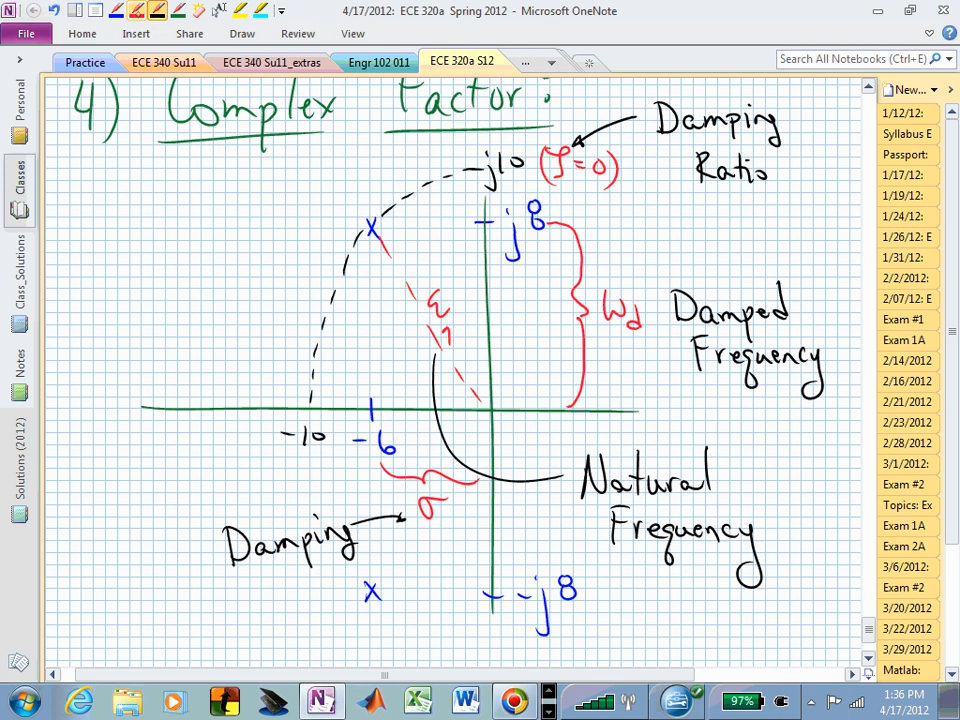 4/17/2012: ECE 320a Spring 2012 - Microsoft OneNote
File Home Insert Share Draw Review View
Practice ECE 340 Su11 ECE 340 Su11_extras Engr 102 011 ECE 320a S12 ... Search All Notebooks (Ctrl+E)
Personal
Classes
Class_Solutions
Notes
Solutions (2012)
4) Complex Factor:
Damping
Ratio
j10 (ζ=0)
j8
ωd
Damped
Frequency
ωn
-10
-6
σ
Natural
Frequency
Damping
x
x
-j8
New...
1/12/12:
Syllabus E
Passport:
1/17/12:
1/19/12:
1/24/12:
1/26/12: E
1/31/12:
2/2/2012:
2/07/12: E
Exam #1
Exam 1A
2/14/2012
2/16/2012
2/21/2012
2/23/2012
2/28/2012
3/1/2012:
Exam #2
Topics: Ex
Exam 1A
Exam 2A
3/6/2012:
Exam #2
3/20/2012
3/22/2012
3/29/2012
Matlab:
97%
1:36 PM
4/17/2012